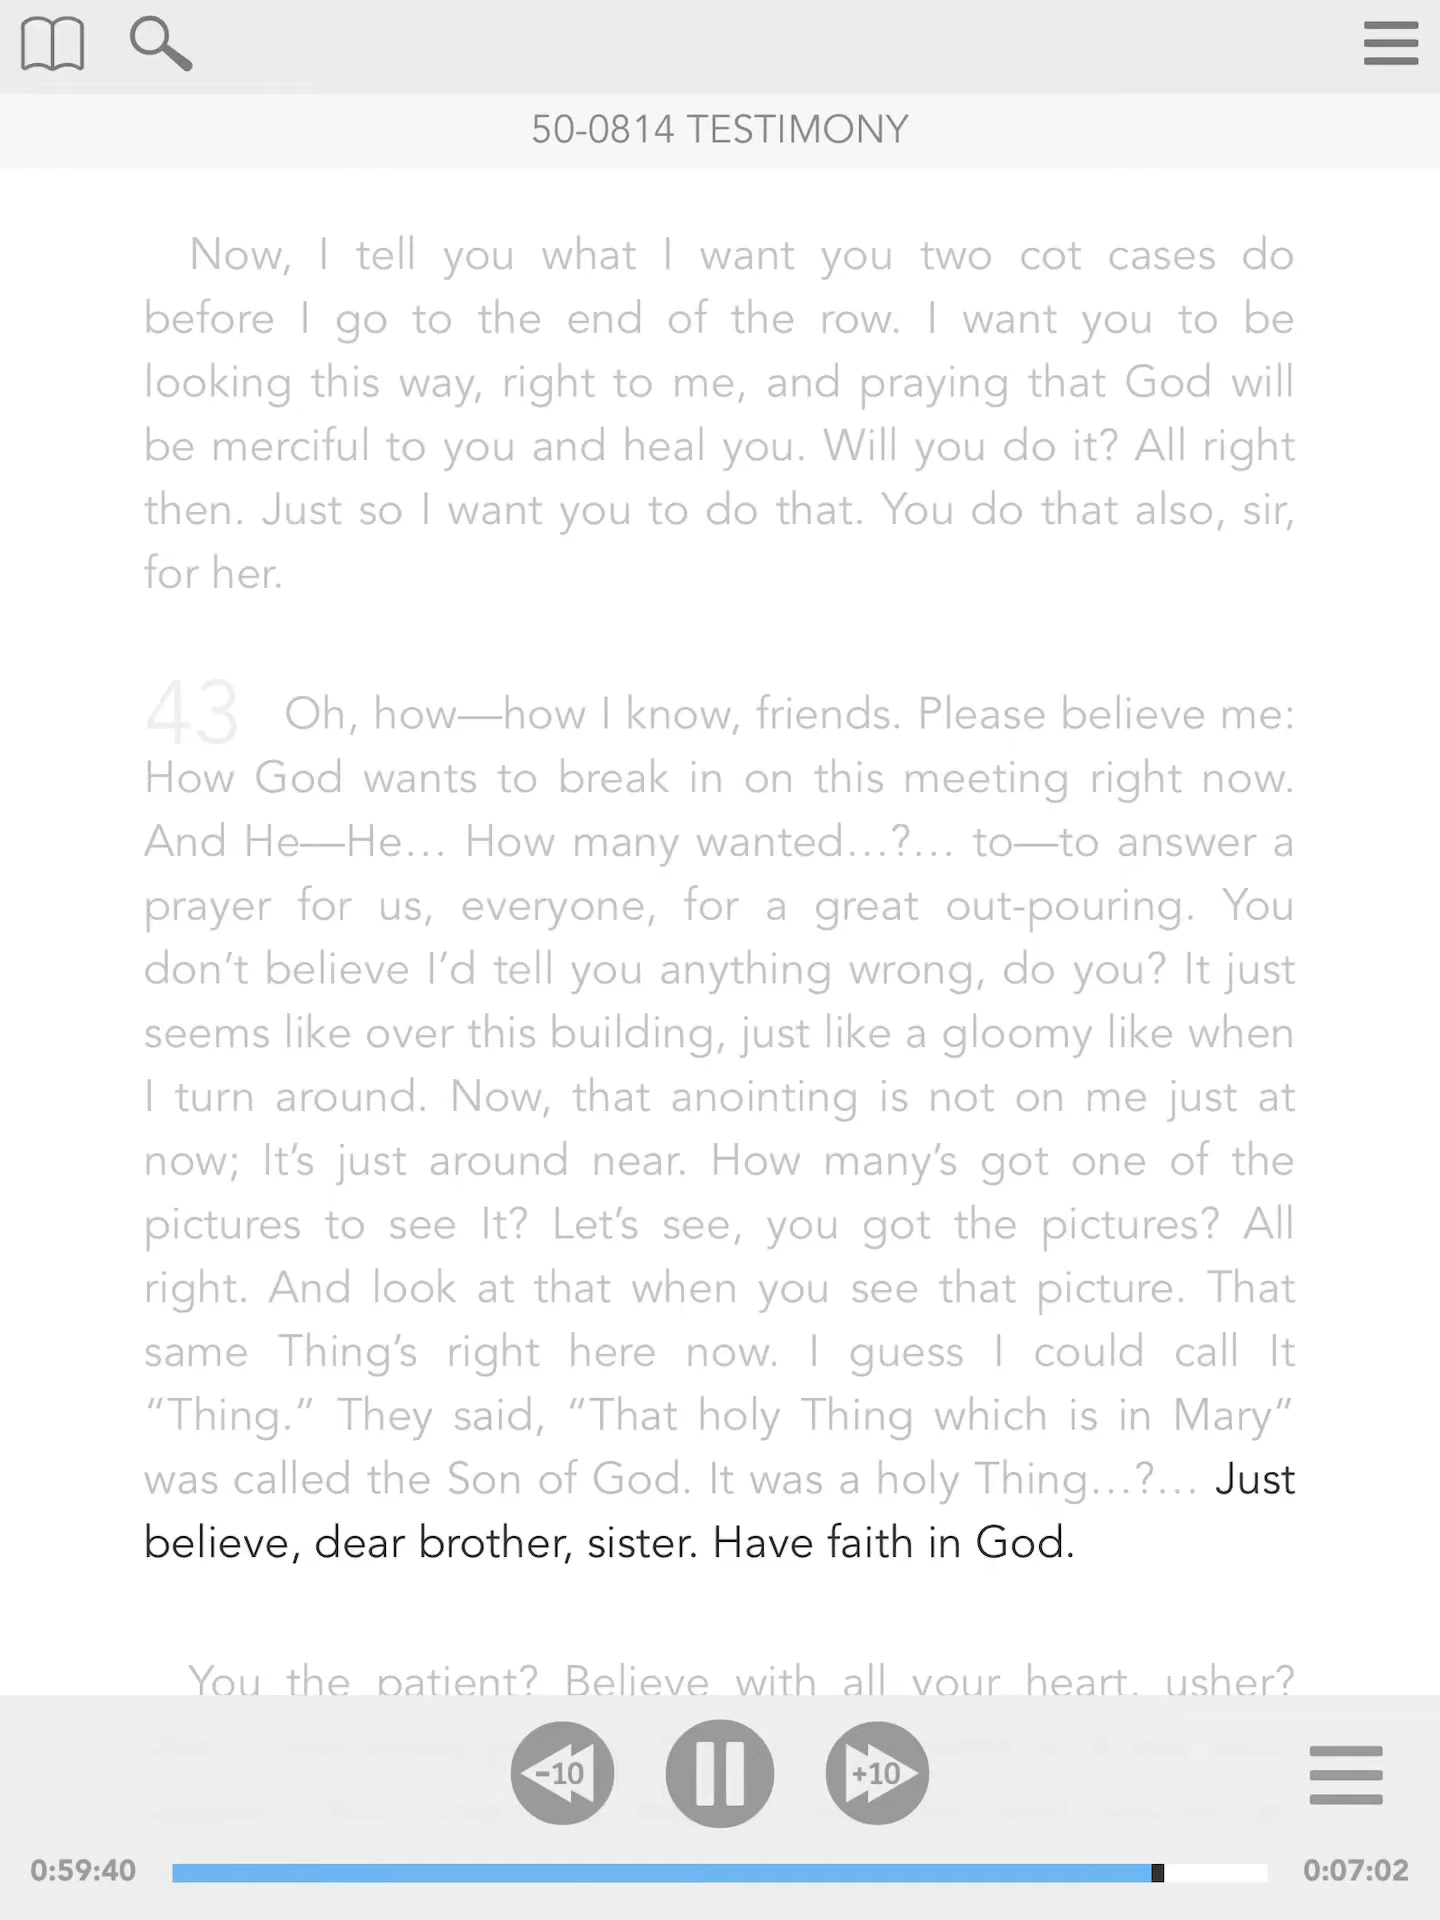 50-0814 TESTIMONY
Now, I tell you what I want you two cot cases do
before I go to the end of the row. I want you to be
looking this way, right to me, and praying that God will
be merciful to you and heal you. Will you do it? All right
then. Just so I want you to do that. You do that also, sir,
for her.
43 Oh, how—how I know, friends. Please believe me:
How God wants to break in on this meeting right now.
And He—He… How many wanted…?… to—to answer a
prayer for us, everyone, for a great out-pouring. You
don’t believe I’d tell you anything wrong, do you? It just
seems like over this building, just like a gloomy like when
I turn around. Now, that anointing is not on me just at
now; It’s just around near. How many’s got one of the
pictures to see It? Let’s see, you got the pictures? All
right. And look at that when you see that picture. That
same Thing’s right here now. I guess I could call It
“Thing.” They said, “That holy Thing which is in Mary”
was called the Son of God. It was a holy Thing…?… Just
believe, dear brother, sister. Have faith in God.
You the patient? Believe with all your heart, usher?
-10 +10
0:59:40 0:07:02